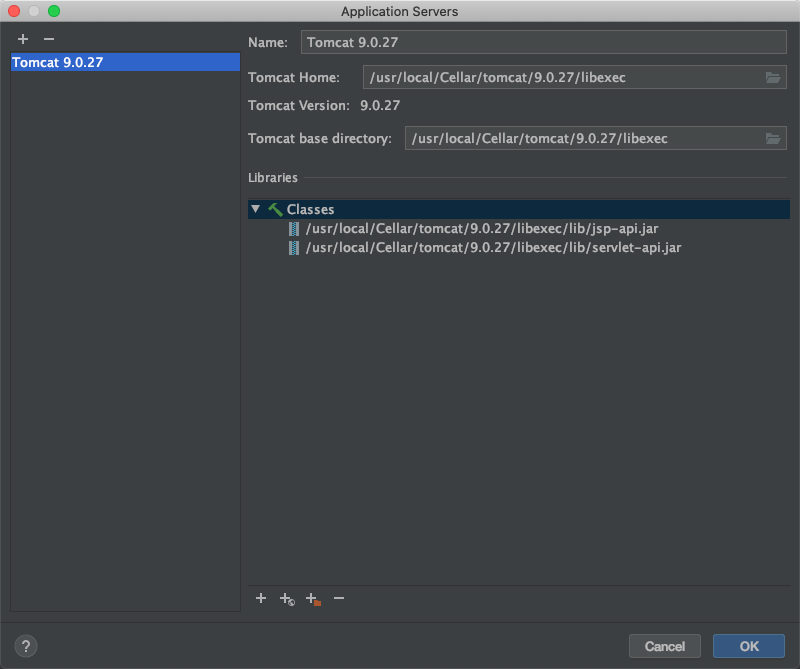 Application Servers
Tomcat 9.0.27
Name: Tomcat 9.0.27
Tomcat Home: /usr/local/Cellar/tomcat/9.0.27/libexec
Tomcat Version: 9.0.27
Tomcat base directory: /usr/local/Cellar/tomcat/9.0.27/libexec
Libraries
Classes
/usr/local/Cellar/tomcat/9.0.27/libexec/lib/jsp-api.jar
/usr/local/Cellar/tomcat/9.0.27/libexec/lib/servlet-api.jar
?
Cancel
OK